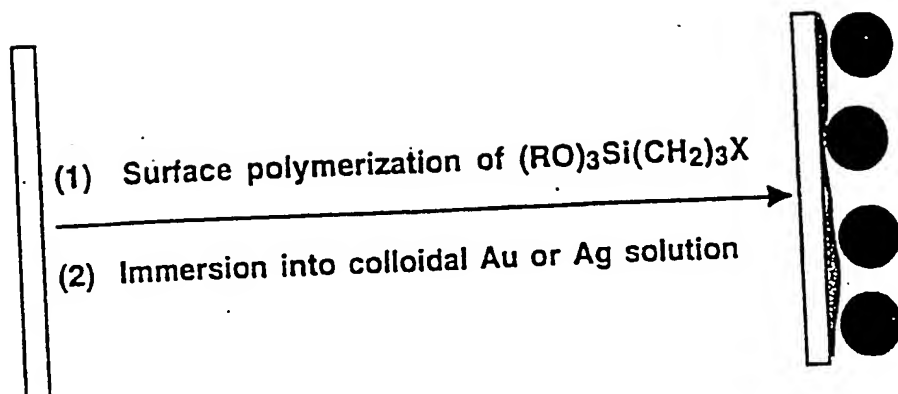 (1) Surface polymerization of (RO)3Si(CH2)3X
(2) Immersion into colloidal Au or Ag solution